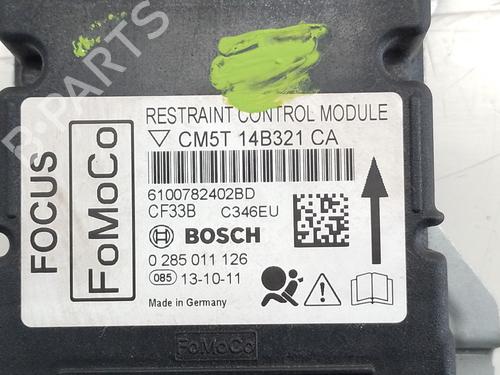 RESTRAINT CONTROL MODULE
CM5T 14B321 CA
6100782402BD
CF33B C346EU
BOSCH
0 285 011 126
085 13-10-11
Made in Germany
FOCUS
FoMoCo
FoMoCo
B-PARTS